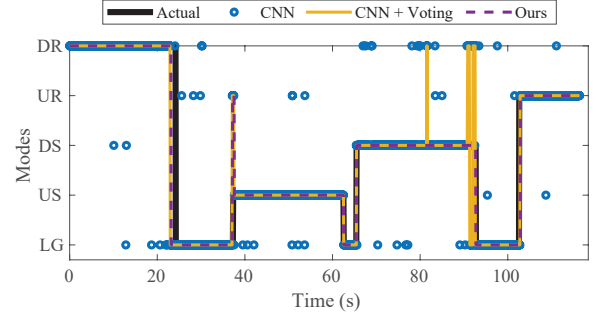 Actual CNN CNN + Voting Ours
DR
UR
DS
US
LG
Modes
0 20 40 60 80 100
Time (s)